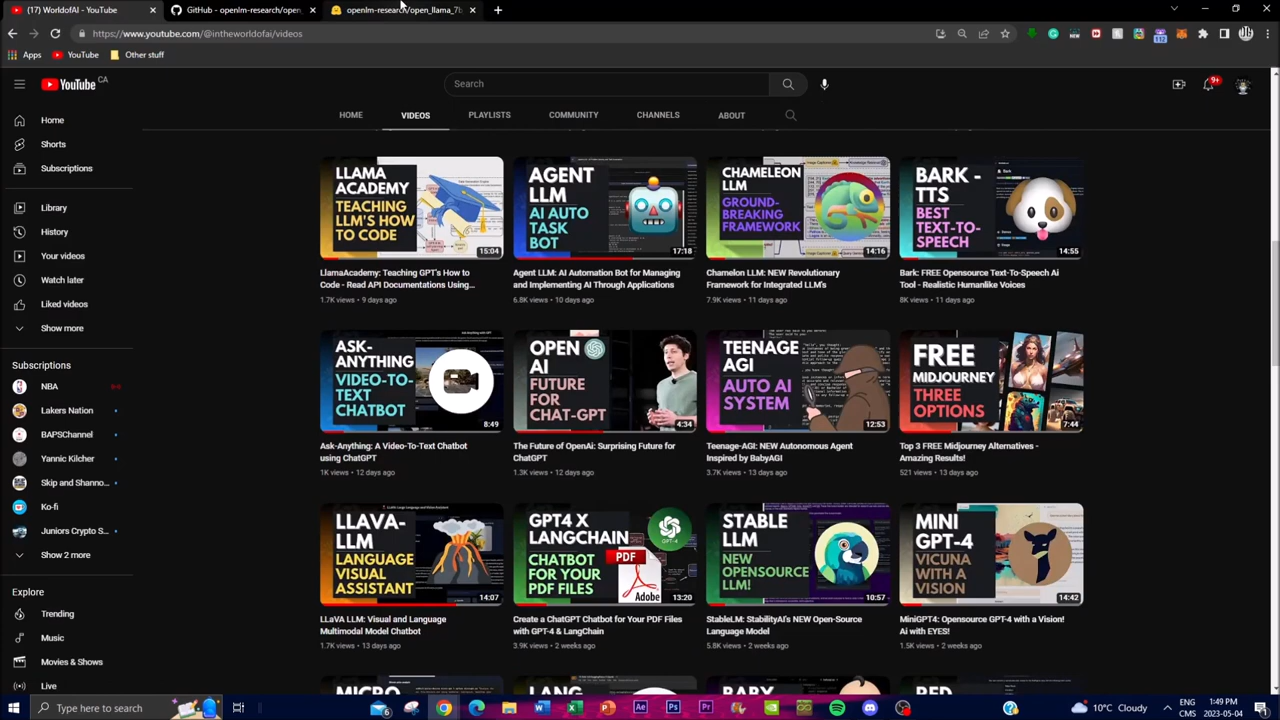 (17) WorldofAI - YouTube
GitHub - openlm-research/open_
openlm-research/open_llama_7b
https://www.youtube.com/@intheworldofai/videos
Apps
YouTube
Other stuff
YouTube CA
Search
9+
HOME
VIDEOS
PLAYLISTS
COMMUNITY
CHANNELS
ABOUT
Home
Shorts
Subscriptions
Library
History
Your videos
Watch later
Liked videos
Show more
Subscriptions
NBA
Lakers Nation
BAPSChannel
Yannic Kilcher
Skip and Shanno...
Ko-fi
Juniors Crypto S...
Show 2 more
Explore
Trending
Music
Movies & Shows
Live
LLAMA
ACADEMY
TEACHING
LLM'S HOW
TO CODE
15:04
LlamaAcademy: Teaching GPT's How to
Code - Read API Documentations Using...
1.7K views • 9 days ago
AGENT
LLM
AI AUTO
TASK
BOT
17:18
Agent LLM: AI Automation Bot for Managing
and Implementing AI Through Applications
6.8K views • 10 days ago
CHAMELEON
LLM
GROUND-
BREAKING
FRAMEWORK
14:16
Chamelon LLM: NEW Revolutionary
Framework for Integrated LLM's
7.9K views • 11 days ago
BARK -
TTS
BEST
TEXT-TO-
SPEECH
14:55
Bark: FREE Opensource Text-To-Speech Ai
Tool - Realistic Humanlike Voices
8K views • 11 days ago
ASK-
ANYTHING
VIDEO-TO-
TEXT
CHATBOT
8:49
Ask-Anything: A Video-To-Text Chatbot
using ChatGPT
1K views • 12 days ago
OPEN
AI
FUTURE
FOR
CHAT-GPT
4:34
The Future of OpenAi: Surprising Future for
ChatGPT
1.3K views • 12 days ago
TEENAGE
AGI
AUTO AI
SYSTEM
12:53
Teenage-AGI: NEW Autonomous Agent
Inspired by BabyAGI
3.7K views • 13 days ago
FREE
MIDJOURNEY
THREE
OPTIONS
7:44
Top 3 FREE Midjourney Alternatives -
Amazing Results!
521 views • 13 days ago
LLAVA-
LLM
LANGUAGE
VISUAL
ASSISTANT
14:07
LLaVA LLM: Visual and Language
Multimodal Model Chatbot
1.7K views • 13 days ago
GPT4 X
LANGCHAIN
CHATBOT
FOR YOUR
PDF FILES
GPT-4
PDF
Adobe
13:20
Create a ChatGPT Chatbot for Your PDF Files
with GPT-4 & LangChain
3.9K views • 2 weeks ago
STABLE
LLM
NEW
OPENSOURCE
LLM!
10:57
StableLM: StabilityAI's NEW Open-Source
Language Model
5.8K views • 2 weeks ago
MINI
GPT-4
VICUNA
WITH A
VISION
14:42
MiniGPT4: Opensource GPT-4 with a Vision!
Ai with EYES!
1.5K views • 2 weeks ago
Type here to search
10°C Cloudy
ENG
CMS
1:49 PM
2023-05-04